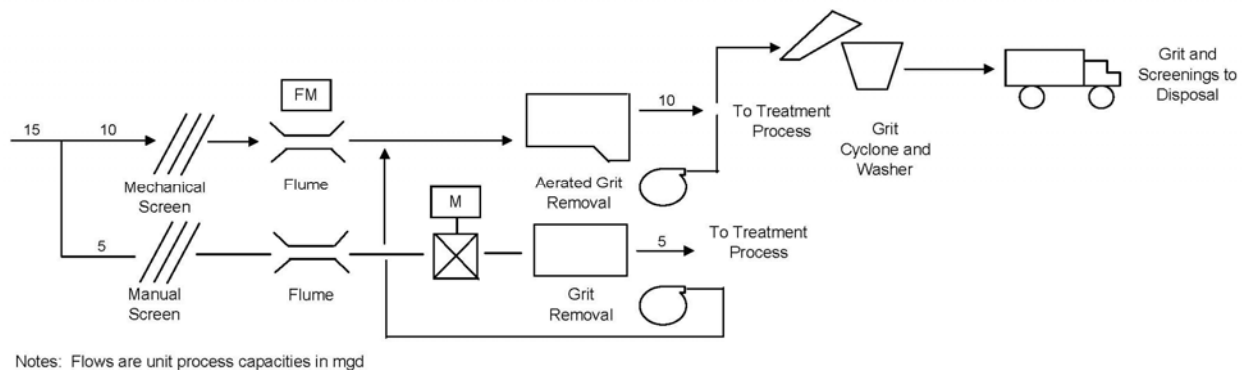 15
10
Mechanical
Screen
FM
Flume
10
Aerated Grit
Removal
To Treatment
Process
Grit
Cyclone and
Washer
Grit and
Screenings to
Disposal
5
Manual
Screen
Flume
M
Grit
Removal
5
To Treatment
Process
Notes: Flows are unit process capacities in mgd